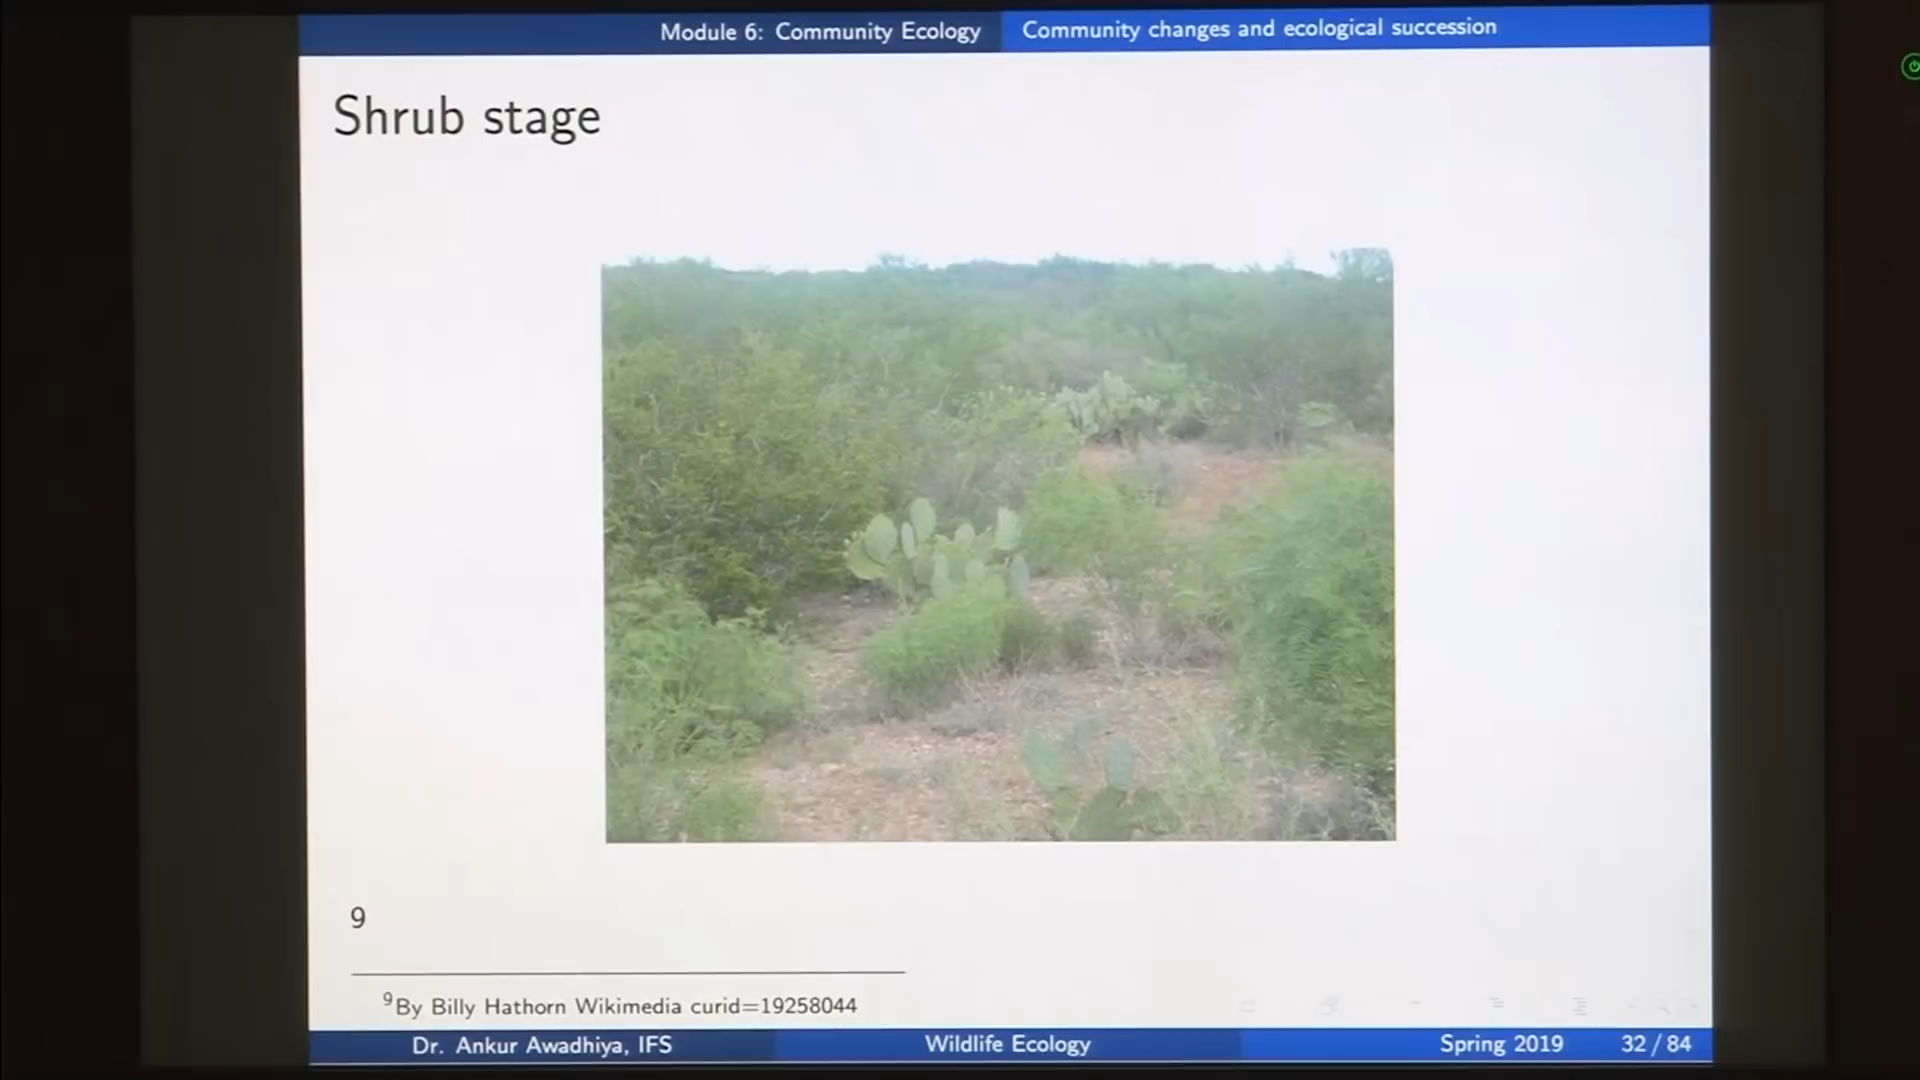 Module 6: Community Ecology
Community changes and ecological succession
Shrub stage
9
9By Billy Hathorn Wikimedia curid=19258044
Dr. Ankur Awadhiya, IFS
Wildlife Ecology
Spring 2019
32 / 84